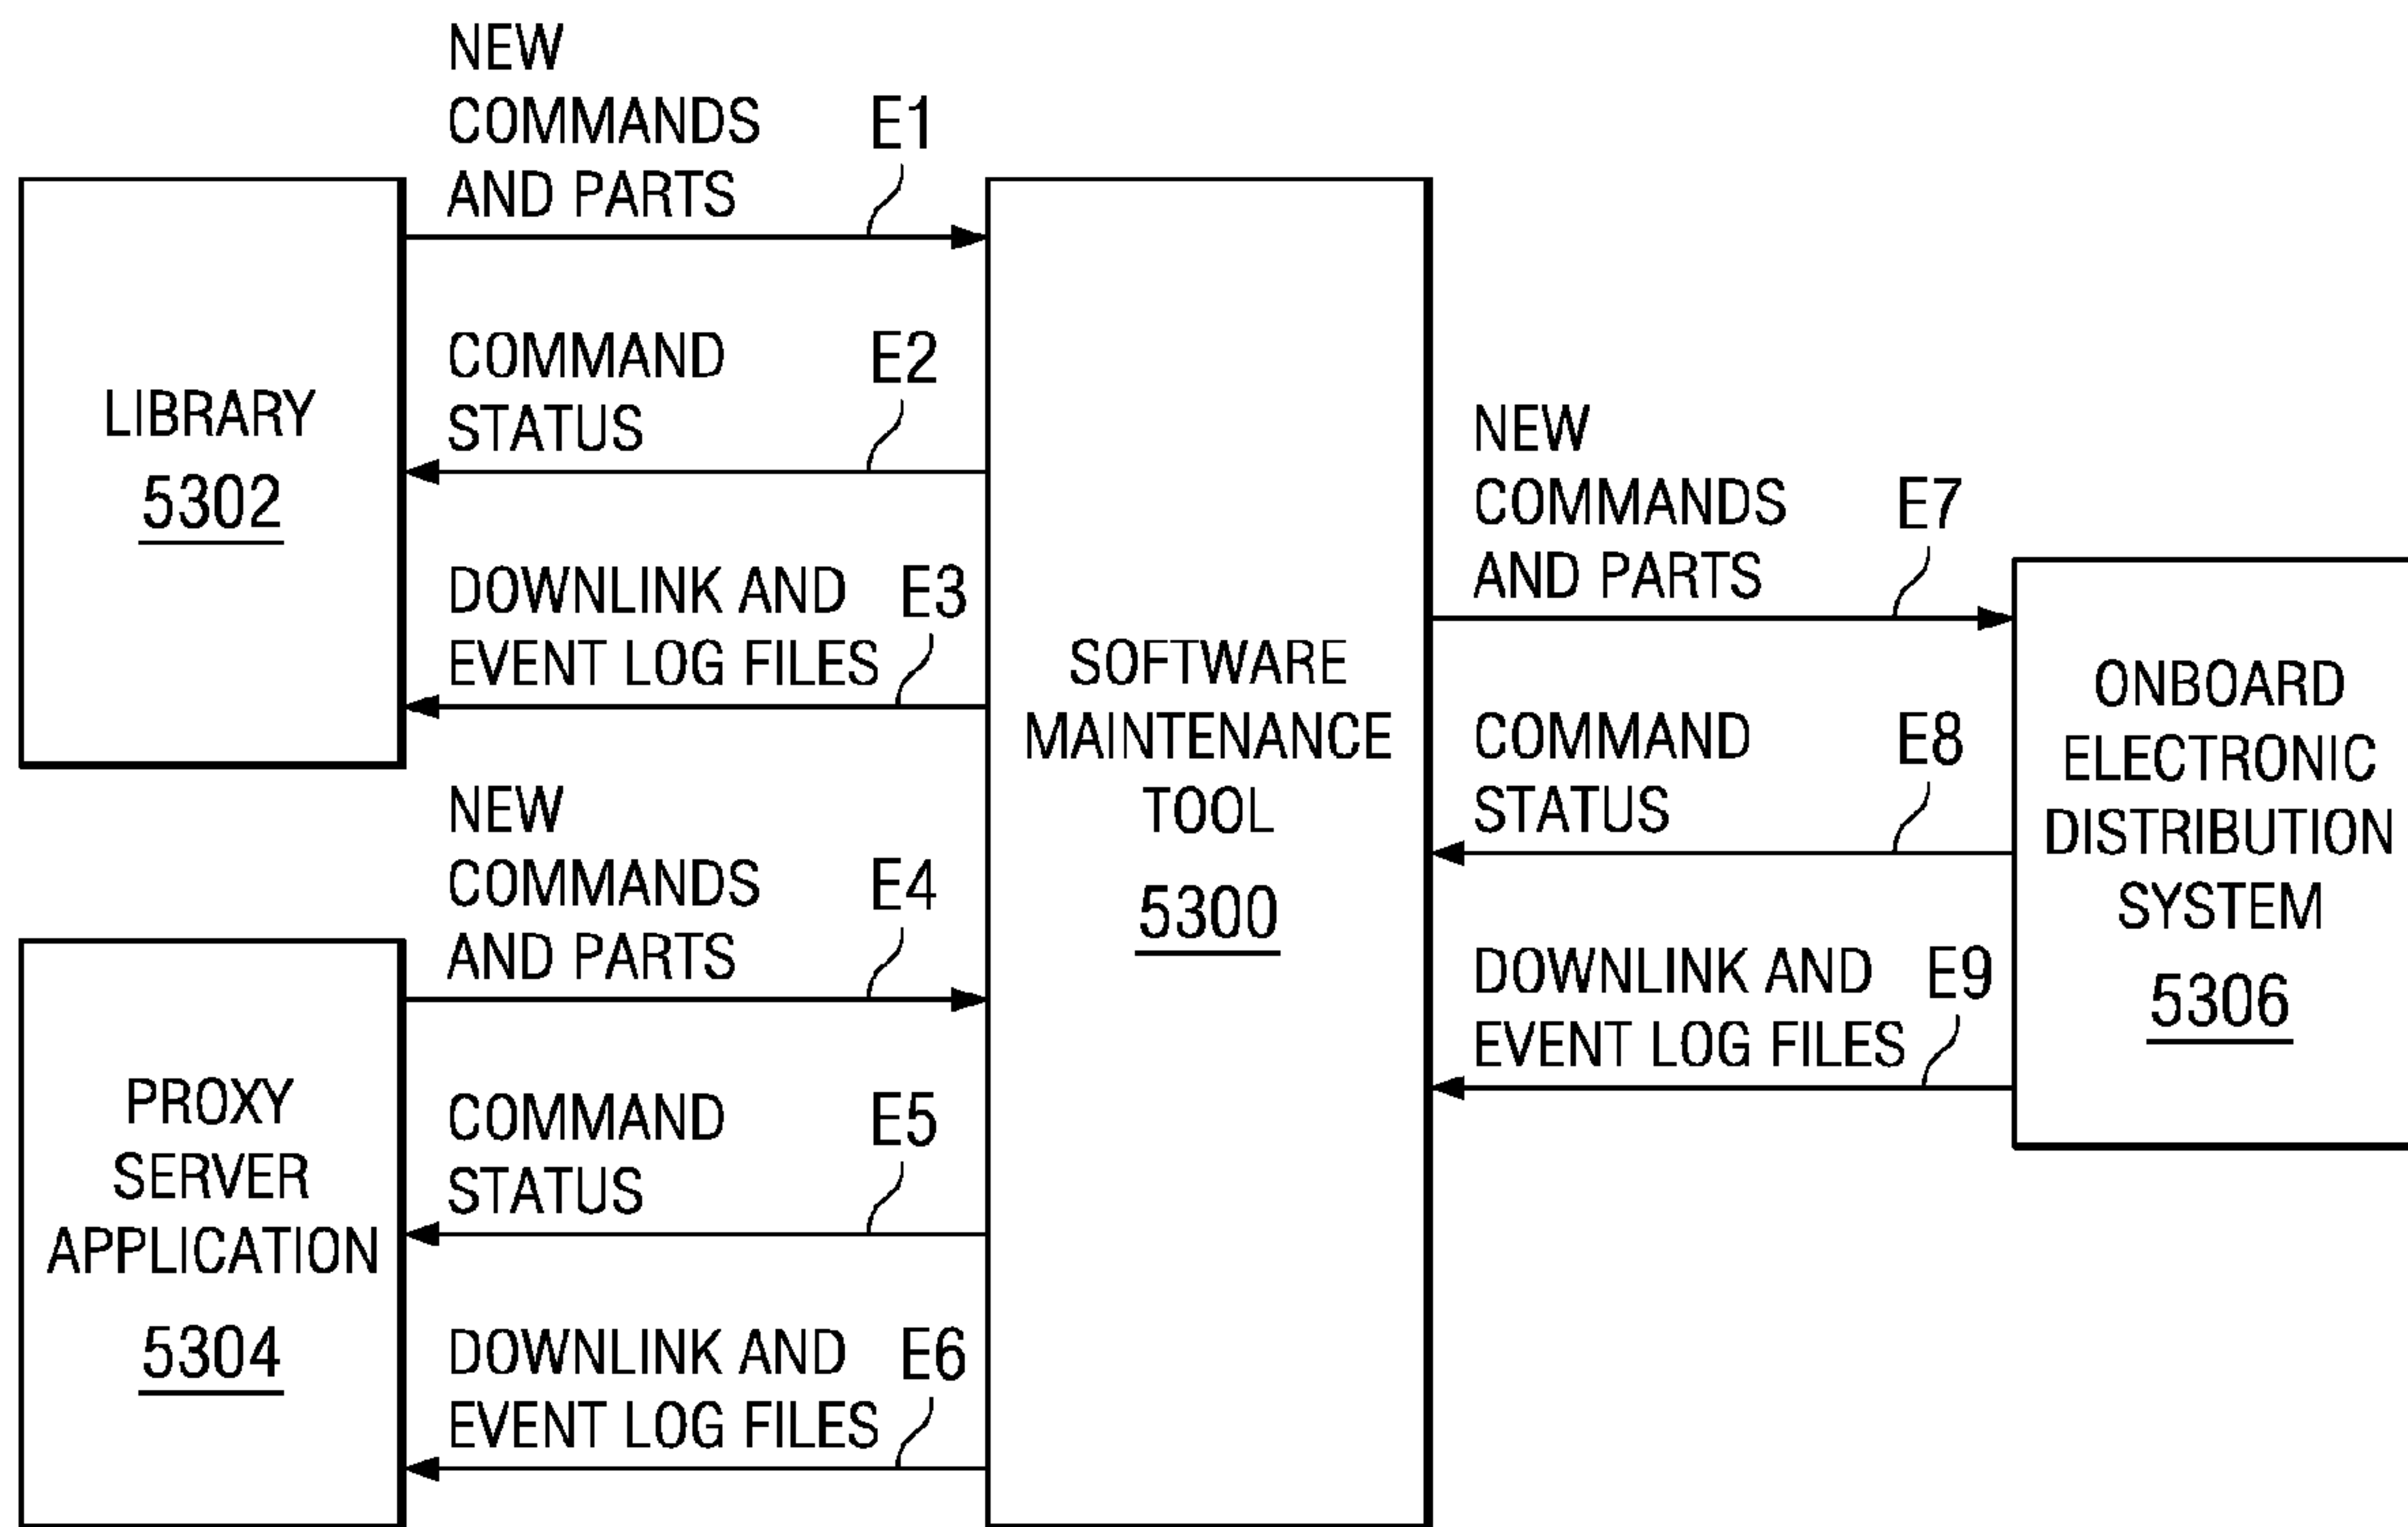 NEW
COMMANDS
AND PARTS
E1
LIBRARY
5302
COMMAND
STATUS
E2
DOWNLINK AND
EVENT LOG FILES
E3
NEW
COMMANDS
AND PARTS
E4
PROXY
SERVER
APPLICATION
5304
COMMAND
STATUS
E5
DOWNLINK AND
EVENT LOG FILES
E6
SOFTWARE
MAINTENANCE
TOOL
5300
NEW
COMMANDS
AND PARTS
E7
COMMAND
STATUS
E8
DOWNLINK AND
EVENT LOG FILES
E9
ONBOARD
ELECTRONIC
DISTRIBUTION
SYSTEM
5306